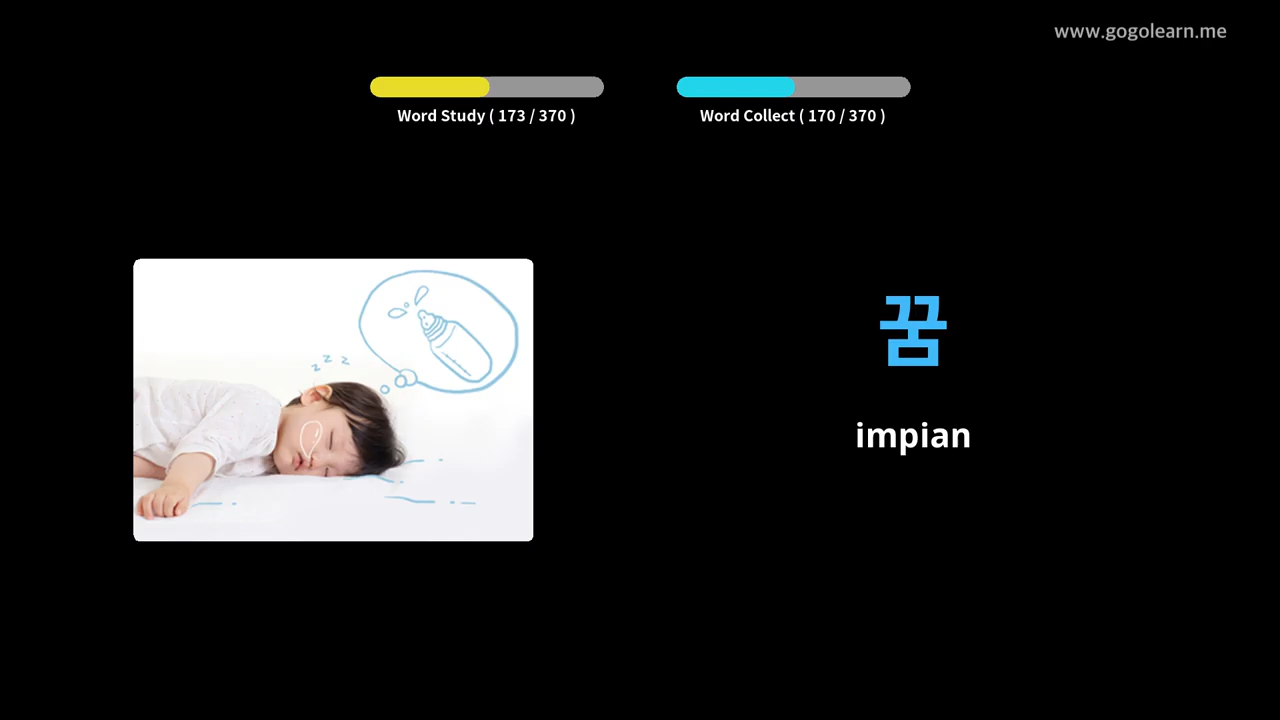 www.gogolearn.me
Word Study ( 173 / 370 )
Word Collect ( 170 / 370 )
z z z
꿈
impian